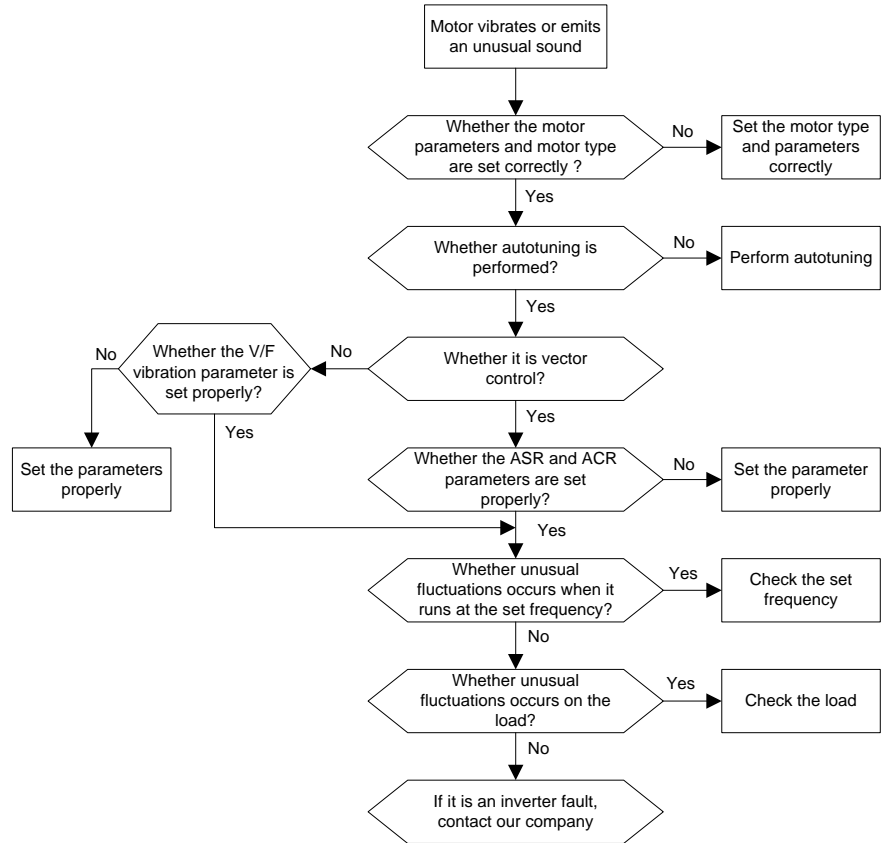 Motor vibrates or emits
an unusual sound
Whether the motor
parameters and motor type
are set correctly ?
No
Set the motor type
and parameters
correctly
Yes
Whether autotuning is
performed?
No
Perform autotuning
Yes
Whether the V/F
vibration parameter is
set properly?
No
No
Whether it is vector
control?
Yes
Yes
Set the parameters
properly
Whether the ASR and ACR
parameters are set
properly?
No
Set the parameter
properly
Yes
Whether unusual
fluctuations occurs when it
runs at the set frequency?
Yes
Check the set
frequency
No
Whether unusual
fluctuations occurs on the
load?
Yes
Check the load
No
If it is an inverter fault,
contact our company